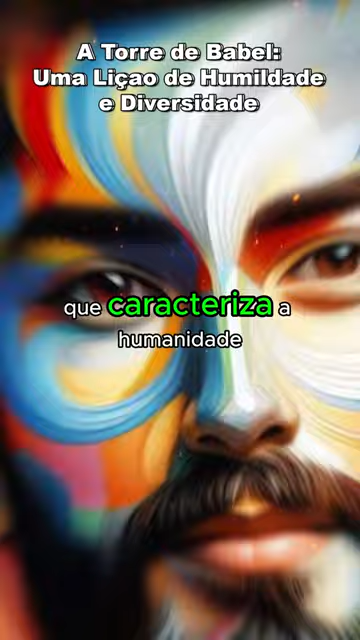 A Torre de Babel:
Uma Liçao de Humildade
e Diversidade
que caracteriza a
humanidade